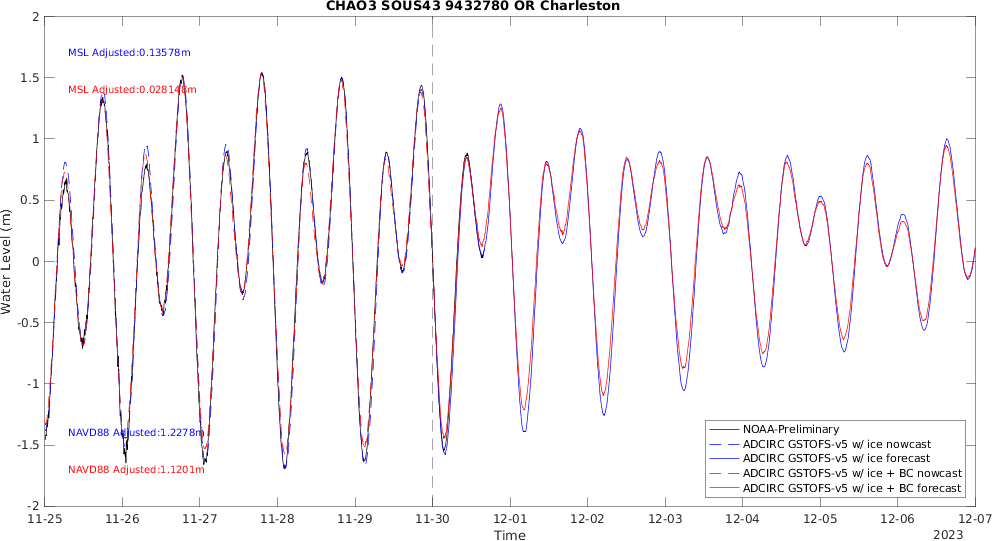 CHAO3 SOUS43 9432780 OR Charleston
Water Level (m)
2
1.5
1
0.5
0
-0.5
-1
-1.5
-2
MSL Adjusted:0.13578m
MSL Adjusted:0.028148m
NAVD88 Adjusted:1.2278m
NAVD88 Adjusted:1.1201m
NOAA-Preliminary
ADCIRC GSTOFS-v5 w/ ice nowcast
ADCIRC GSTOFS-v5 w/ ice forecast
ADCIRC GSTOFS-v5 w/ ice + BC nowcast
ADCIRC GSTOFS-v5 w/ ice + BC forecast
11-25 11-26 11-27 11-28 11-29 11-30 12-01 12-02 12-03 12-04 12-05 12-06 12-07
Time
2023